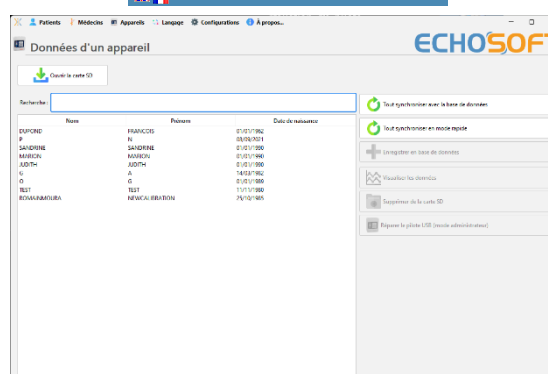 Patients Médecins Appareils Langage Configurations À propos...
Données d'un appareil
ECHOSOFT
Ouvrir la carte SD
Recherche :
Nom Prénom Date de naissance
DUPOND FRANCOIS 01/01/1962
P N 03/09/2021
SANDRINE SANDRINE 01/01/1990
MARION MARION 01/01/1990
JUDITH JUDITH 01/01/1990
G A 14/03/1962
O G 01/01/1989
TEST TEST 11/11/1980
ROMAINMOURA NEWCALIBRATION 25/10/1985
Tout synchroniser avec la base de données
Tout synchroniser en mode rapide
Enregistrer en base de données
Visualiser les données
Supprimer de la carte SD
Réparer le pilote USB (mode administrateur)